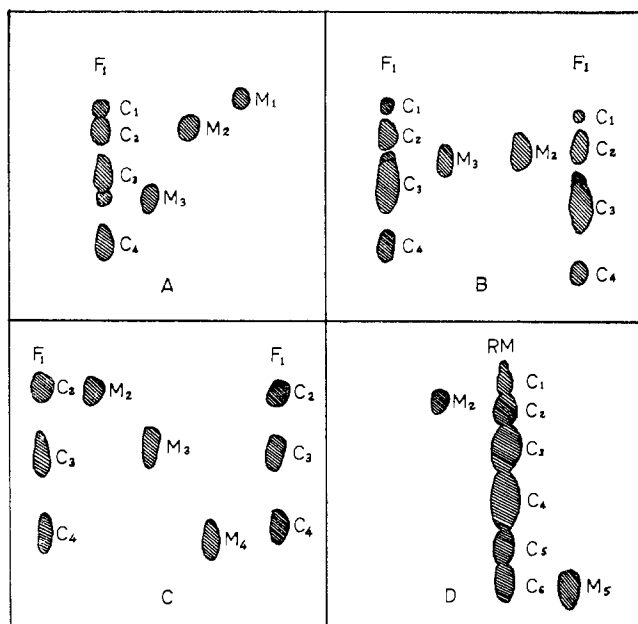 F₁
C₁
M₁
C₂
M₂
C₃
M₃
C₄
A
F₁
F₁
C₁
C₁
C₂
M₃
M₂
C₂
C₃
C₃
C₄
C₄
B
F₁
F₁
C₂
M₂
C₂
C₃
M₃
C₃
C₄
M₄
C₄
C
RM
C₁
M₂
C₂
C₃
C₄
C₅
C₆
M₅
D